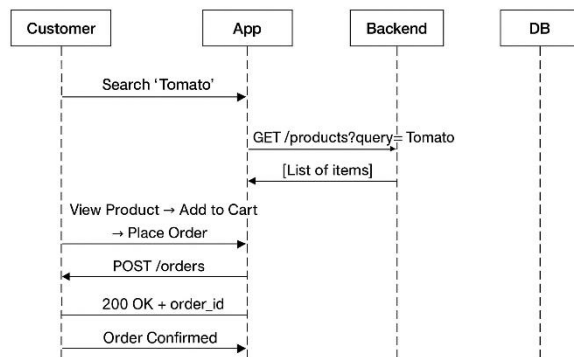 Customer
App
Backend
DB
Search ‘Tomato’
GET /products?query= Tomato
[List of items]
View Product → Add to Cart
→ Place Order
POST /orders
200 OK + order_id
Order Confirmed